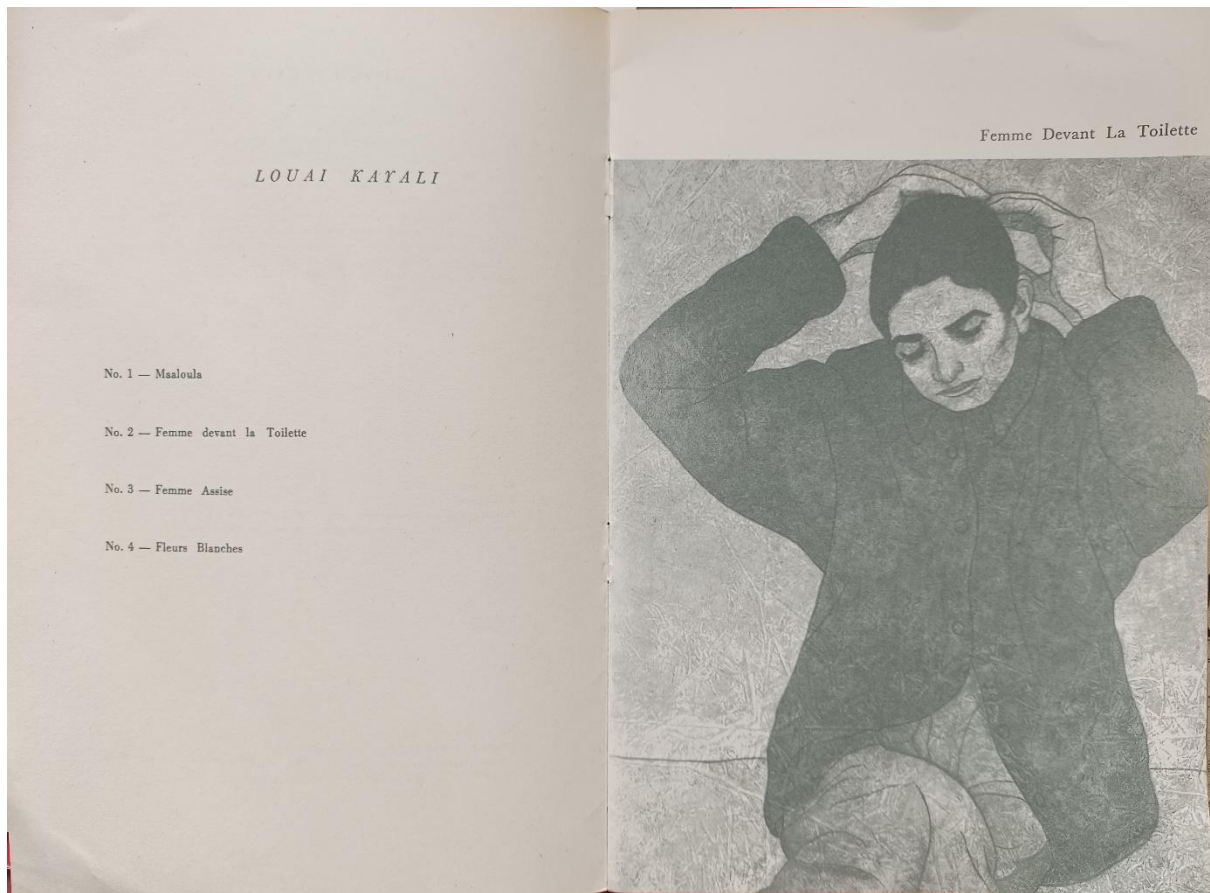 LOUAI KAYALI
No. 1 — Maaloula
No. 2 — Femme devant la Toilette
No. 3 — Femme Assise
No. 4 — Fleurs Blanches
Femme Devant La Toilette